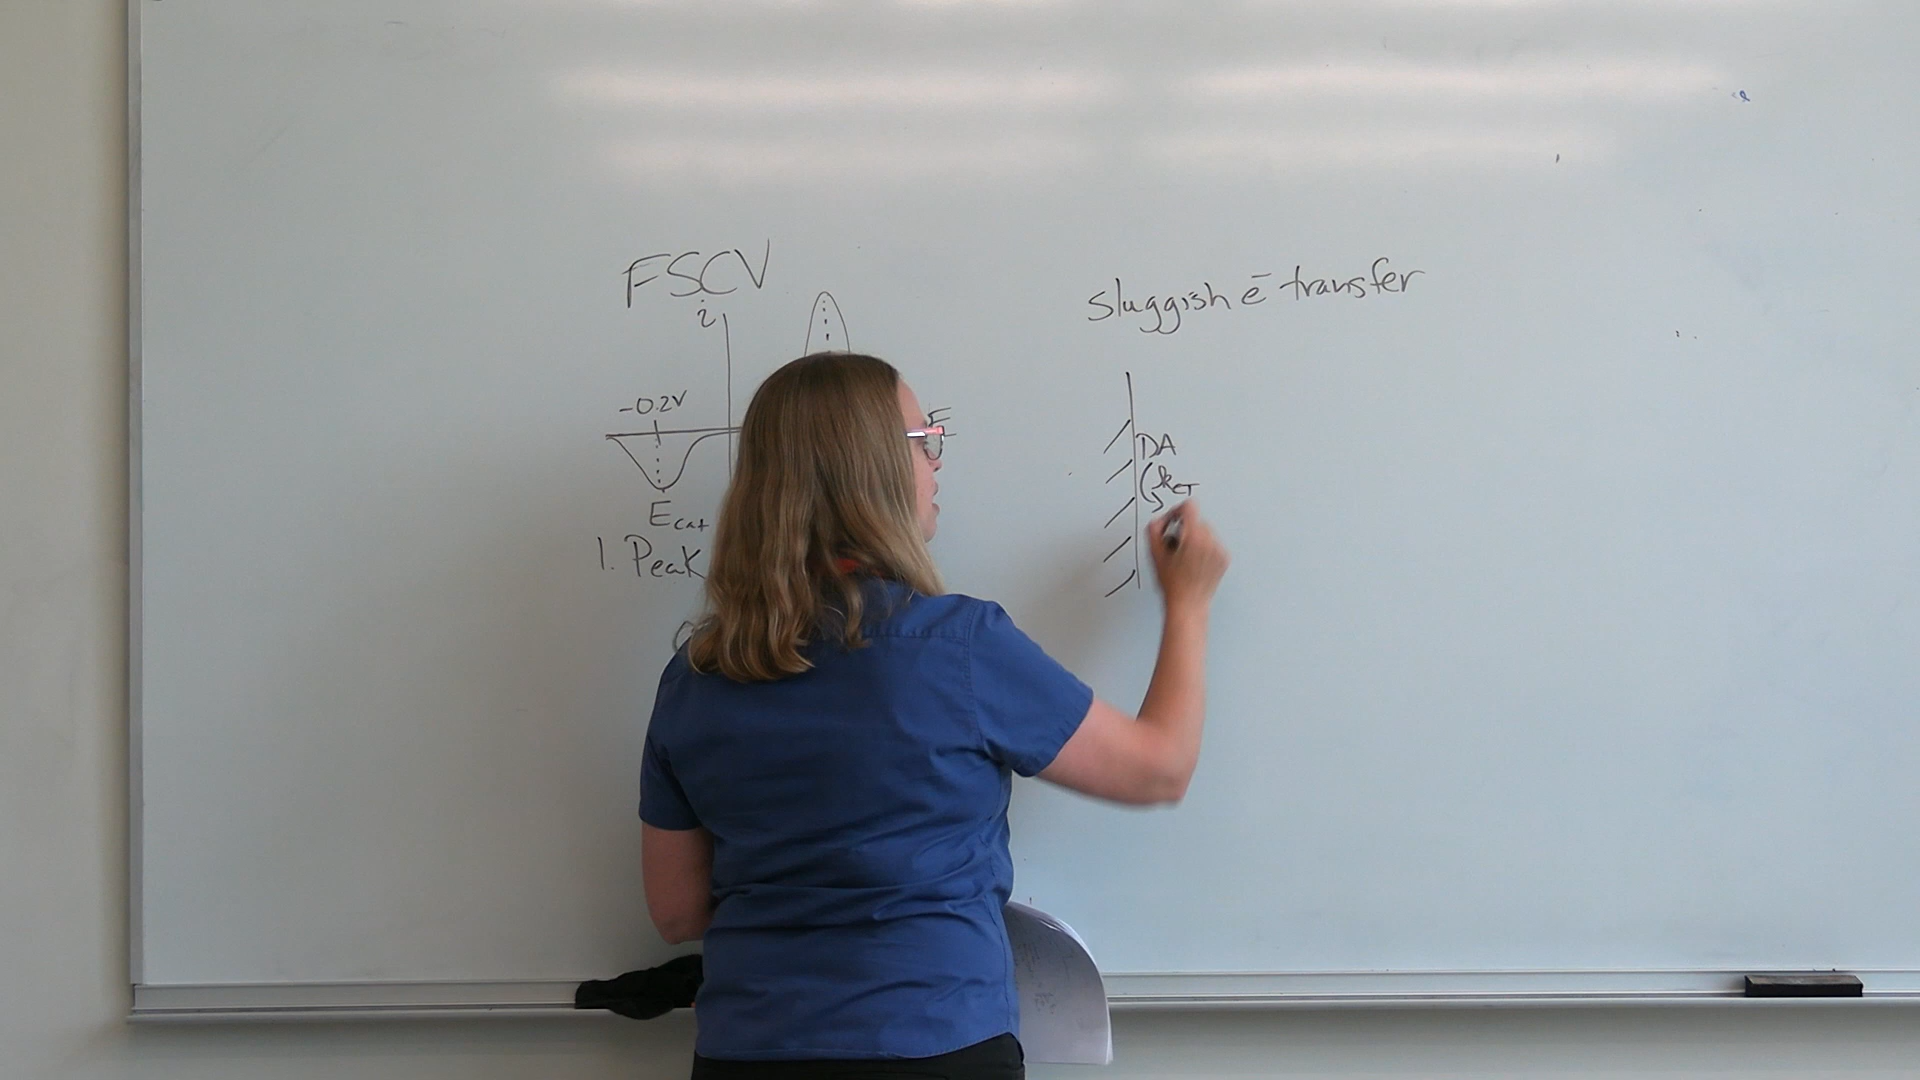 FSCV
i
-0.2V
E
Ecat
1. Peak
Sluggish e⁻ transfer
DA
kET